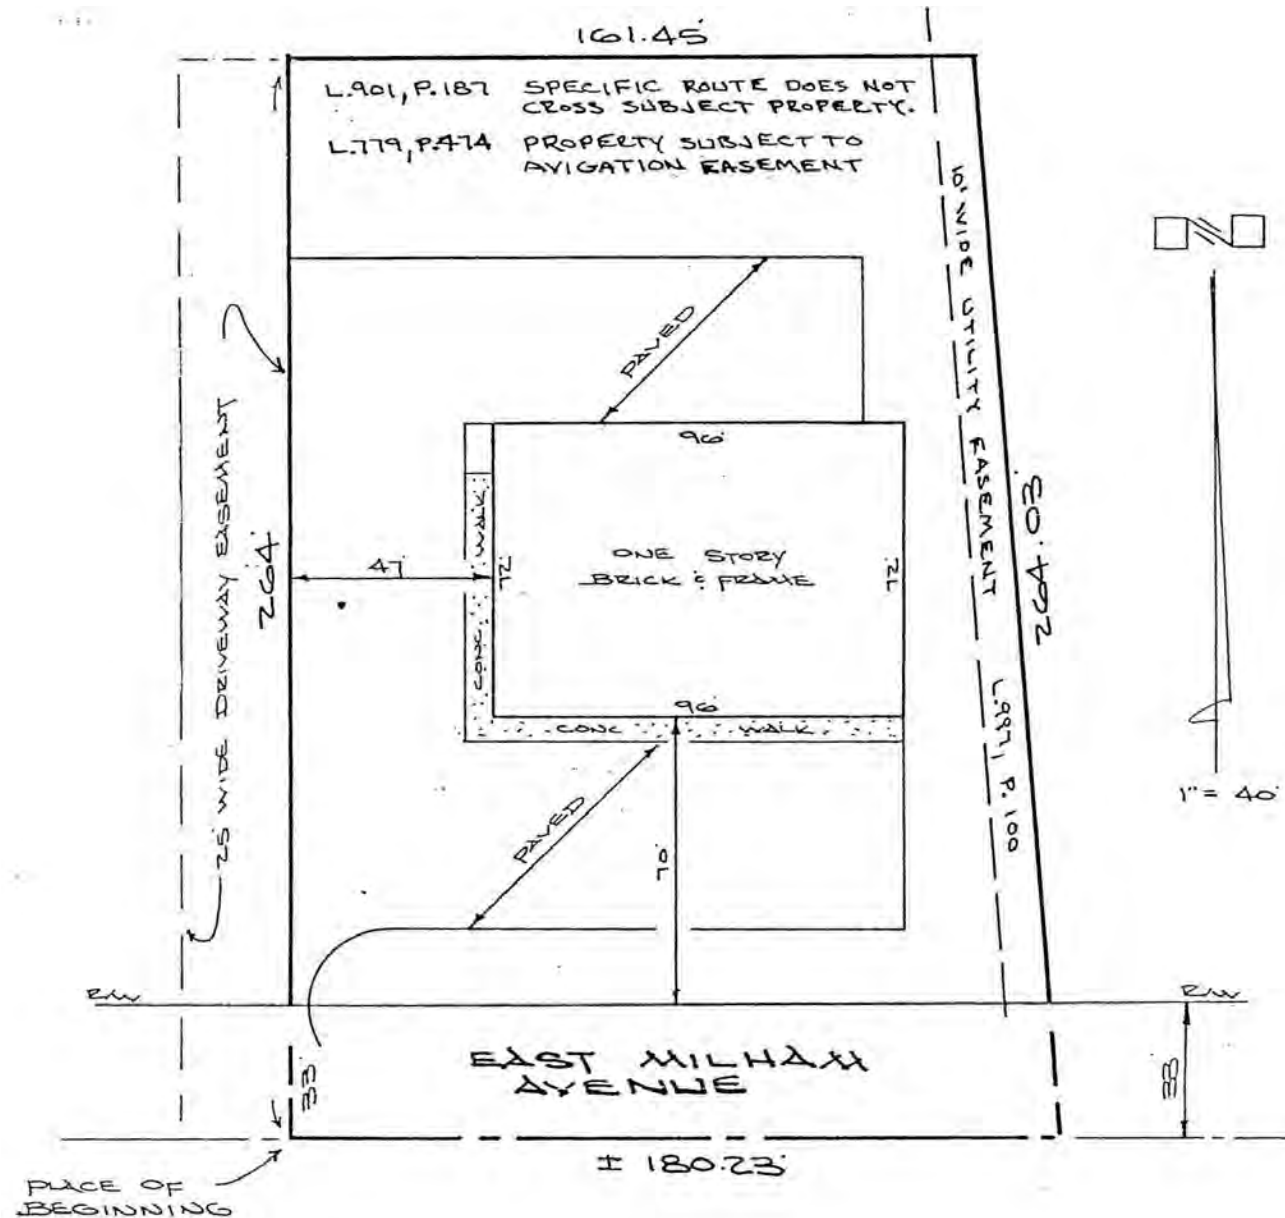 161.45'
L.901, P.187 SPECIFIC ROUTE DOES NOT
CROSS SUBJECT PROPERTY.
L.779, P.474 PROPERTY SUBJECT TO
AVIGATION EASEMENT
10' WIDE UTILITY EASEMENT L.997, P.100
N
PAVED
25' WIDE DRIVEWAY EASEMENT
264'
264.03'
96'
47'
CONC. WALK
72'
ONE STORY
BRICK & FRAME
72'
96'
CONC. WALK
PAVED
70'
1" = 40'
R/W
R/W
33'
EAST MILHAM
AVENUE
33'
± 180.23'
PLACE OF
BEGINNING